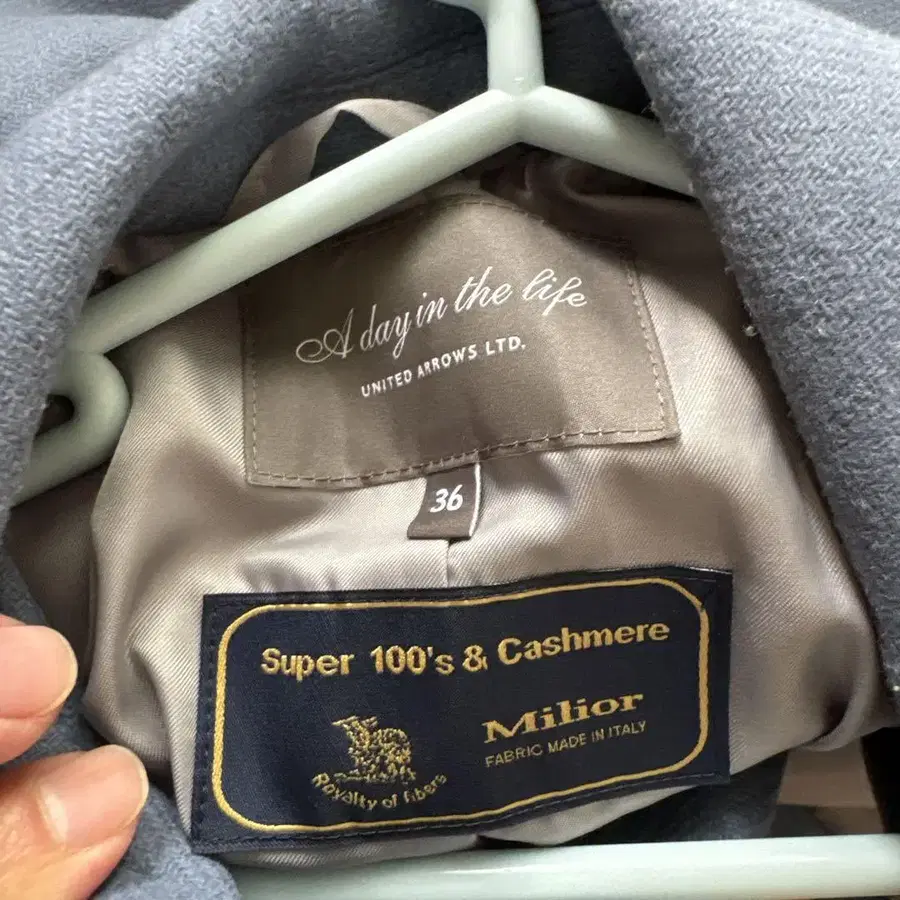 A day in the life
UNITED ARROWS LTD.
36
Super 100's & Cashmere
Milior
FABRIC MADE IN ITALY
Royalty of fibers